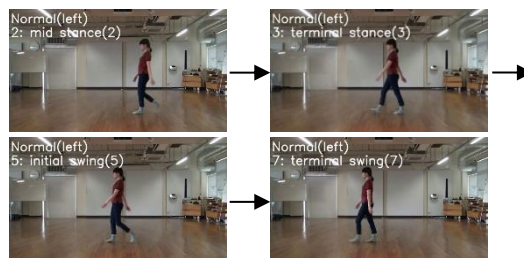 Normal(left)
2: mid stance(2)
Normal(left)
3: terminal stance(3)
Normal(left)
5: initial swing(5)
Normal(left)
7: terminal swing(7)